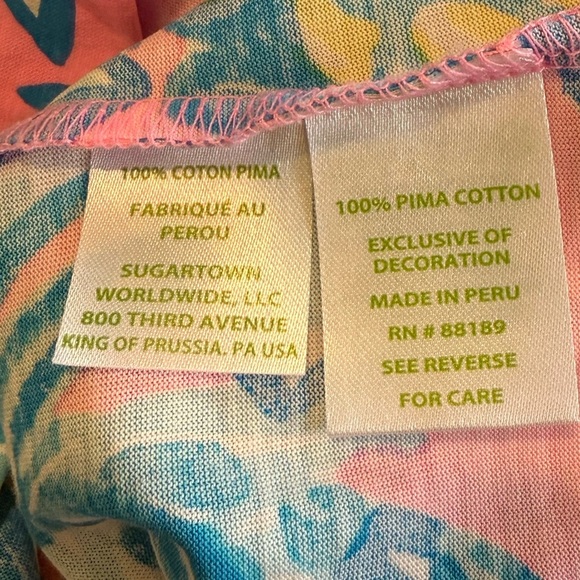 100% COTON PIMA
FABRIQUÉ AU
PEROU
SUGARTOWN
WORLDWIDE, LLC
800 THIRD AVENUE
KING OF PRUSSIA. PA USA
100% PIMA COTTON
EXCLUSIVE OF
DECORATION
MADE IN PERU
RN # 88189
SEE REVERSE
FOR CARE